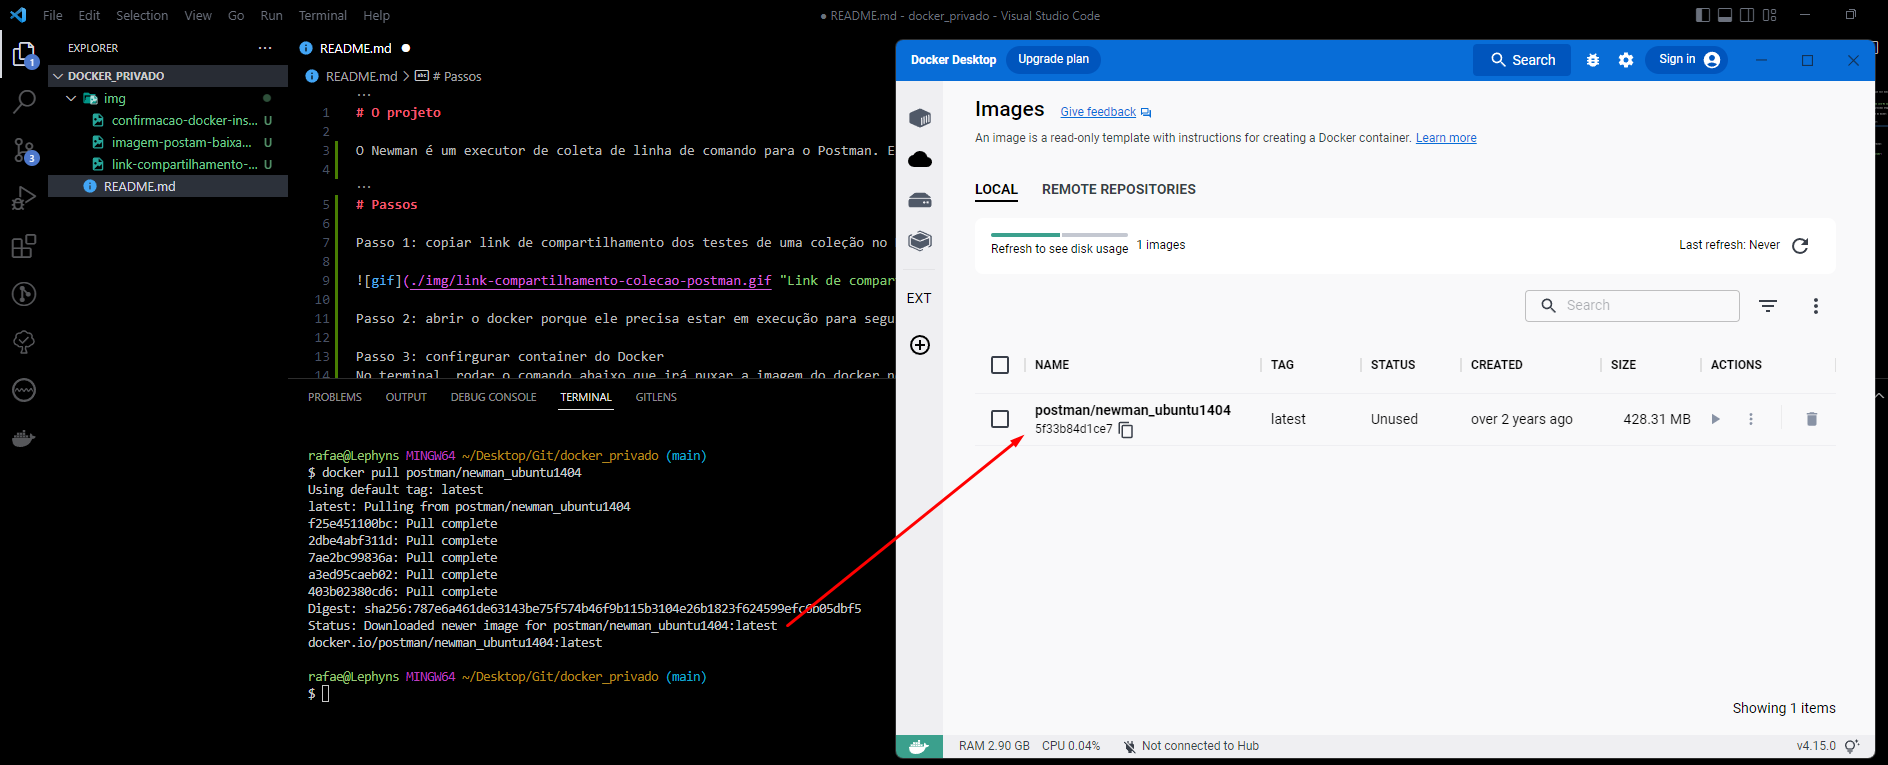 File Edit Selection View Go Run Terminal Help
● README.md - docker_privado - Visual Studio Code
EXPLORER
DOCKER_PRIVADO
img
confirmacao-docker-ins... U
imagem-postam-baixa... U
link-compartilhamento-... U
README.md
1
3
README.md ●
README.md > # Passos
...
1 # O projeto
2
3 O Newman é um executor de coleta de linha de comando para o Postman. E
4
...
5 # Passos
6
7 Passo 1: copiar link de compartilhamento dos testes de uma coleção no
8
9 ![gif](./img/link-compartilhamento-colecao-postman.gif "Link de compar
10
11 Passo 2: abrir o docker porque ele precisa estar em execução para segu
12
13 Passo 3: confirgurar container do Docker
14 No terminal, rodar o comando abaixo que irá puxar a imagem do docker n
PROBLEMS OUTPUT DEBUG CONSOLE TERMINAL GITLENS
rafae@Lephyns MINGW64 ~/Desktop/Git/docker_privado (main)
$ docker pull postman/newman_ubuntu1404
Using default tag: latest
latest: Pulling from postman/newman_ubuntu1404
f25e451100bc: Pull complete
2dbe4abf311d: Pull complete
7ae2bc99836a: Pull complete
a3ed95caeb02: Pull complete
403b02380cd6: Pull complete
Digest: sha256:787e6a461de63143be75f574b46f9b115b3104e26b1823f624599efc6b05dbf5
Status: Downloaded newer image for postman/newman_ubuntu1404:latest
docker.io/postman/newman_ubuntu1404:latest
rafae@Lephyns MINGW64 ~/Desktop/Git/docker_privado (main)
$
Docker Desktop Upgrade plan Search Sign in
Images Give feedback
An image is a read-only template with instructions for creating a Docker container. Learn more
LOCAL REMOTE REPOSITORIES
Refresh to see disk usage 1 images Last refresh: Never
EXT
Search
NAME TAG STATUS CREATED SIZE ACTIONS
postman/newman_ubuntu1404 latest Unused over 2 years ago 428.31 MB
5f33b84d1ce7
Showing 1 items
RAM 2.90 GB CPU 0.04% Not connected to Hub v4.15.0